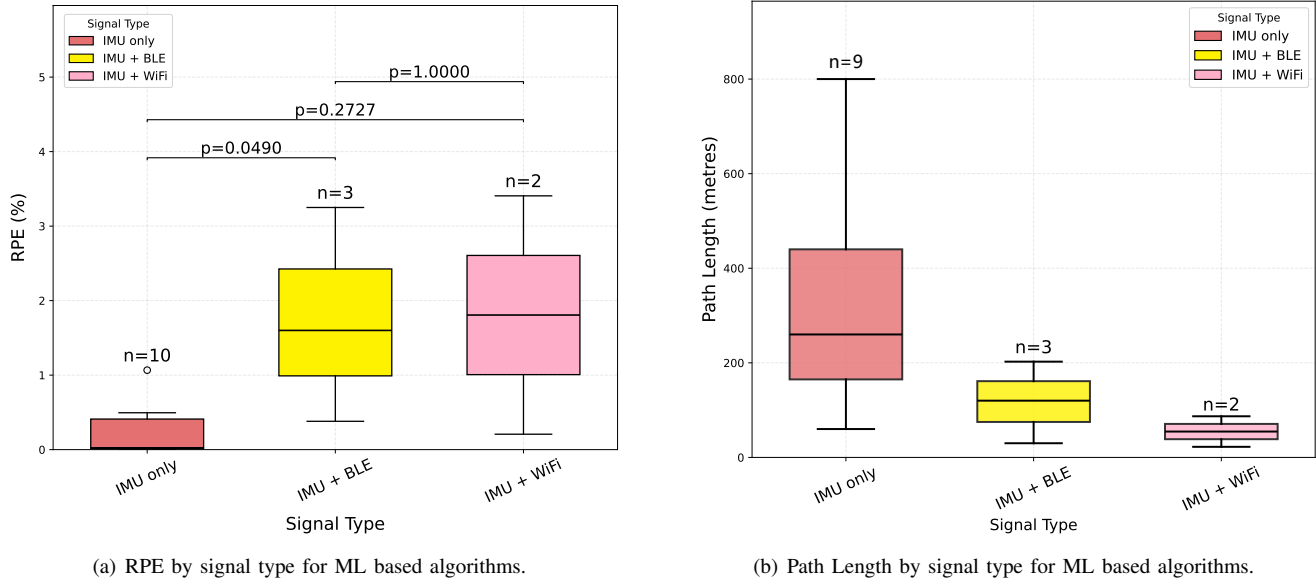 Signal Type
IMU only
IMU + BLE
IMU + WiFi
p=1.0000
p=0.2727
p=0.0490
n=10
n=3
n=2
5
4
3
2
1
0
RPE (%)
IMU only
IMU + BLE
IMU + WiFi
Signal Type
(a) RPE by signal type for ML based algorithms.
Signal Type
IMU only
IMU + BLE
IMU + WiFi
n=9
n=3
n=2
800
600
400
200
0
Path Length (metres)
IMU only
IMU + BLE
IMU + WiFi
Signal Type
(b) Path Length by signal type for ML based algorithms.